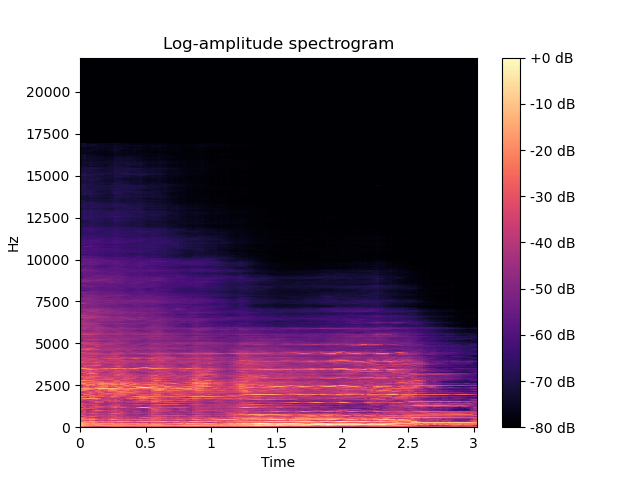 Log-amplitude spectrogram
Hz
20000
17500
15000
12500
10000
7500
5000
2500
0
0 0.5 1 1.5 2 2.5 3
Time
+0 dB
-10 dB
-20 dB
-30 dB
-40 dB
-50 dB
-60 dB
-70 dB
-80 dB